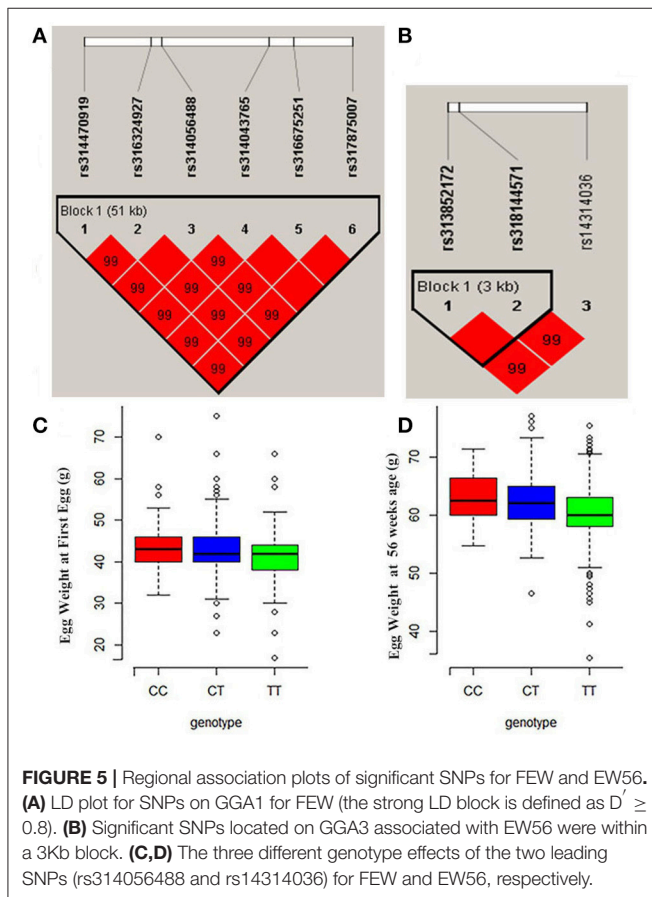 A
rs314470919
rs316324927
rs314056488
rs314043765
rs316675251
rs317875007
Block 1 (51 kb)
1 2 3 4 5 6
99 99 99
99 99
99 99 99
99 99
99
B
rs313852172
rs318144571
rs14314036
Block 1 (3 kb)
1 2 3
99
99
C
Egg Weight at First Egg (g)
70
60
50
40
30
20
CC CT TT
genotype
D
Egg Weight at 56 weeks age (g)
70
60
50
40
CC CT TT
genotype
FIGURE 5 | Regional association plots of significant SNPs for FEW and EW56.
(A) LD plot for SNPs on GGA1 for FEW (the strong LD block is defined as D′ ≥
0.8). (B) Significant SNPs located on GGA3 associated with EW56 were within
a 3Kb block. (C,D) The three different genotype effects of the two leading
SNPs (rs314056488 and rs14314036) for FEW and EW56, respectively.